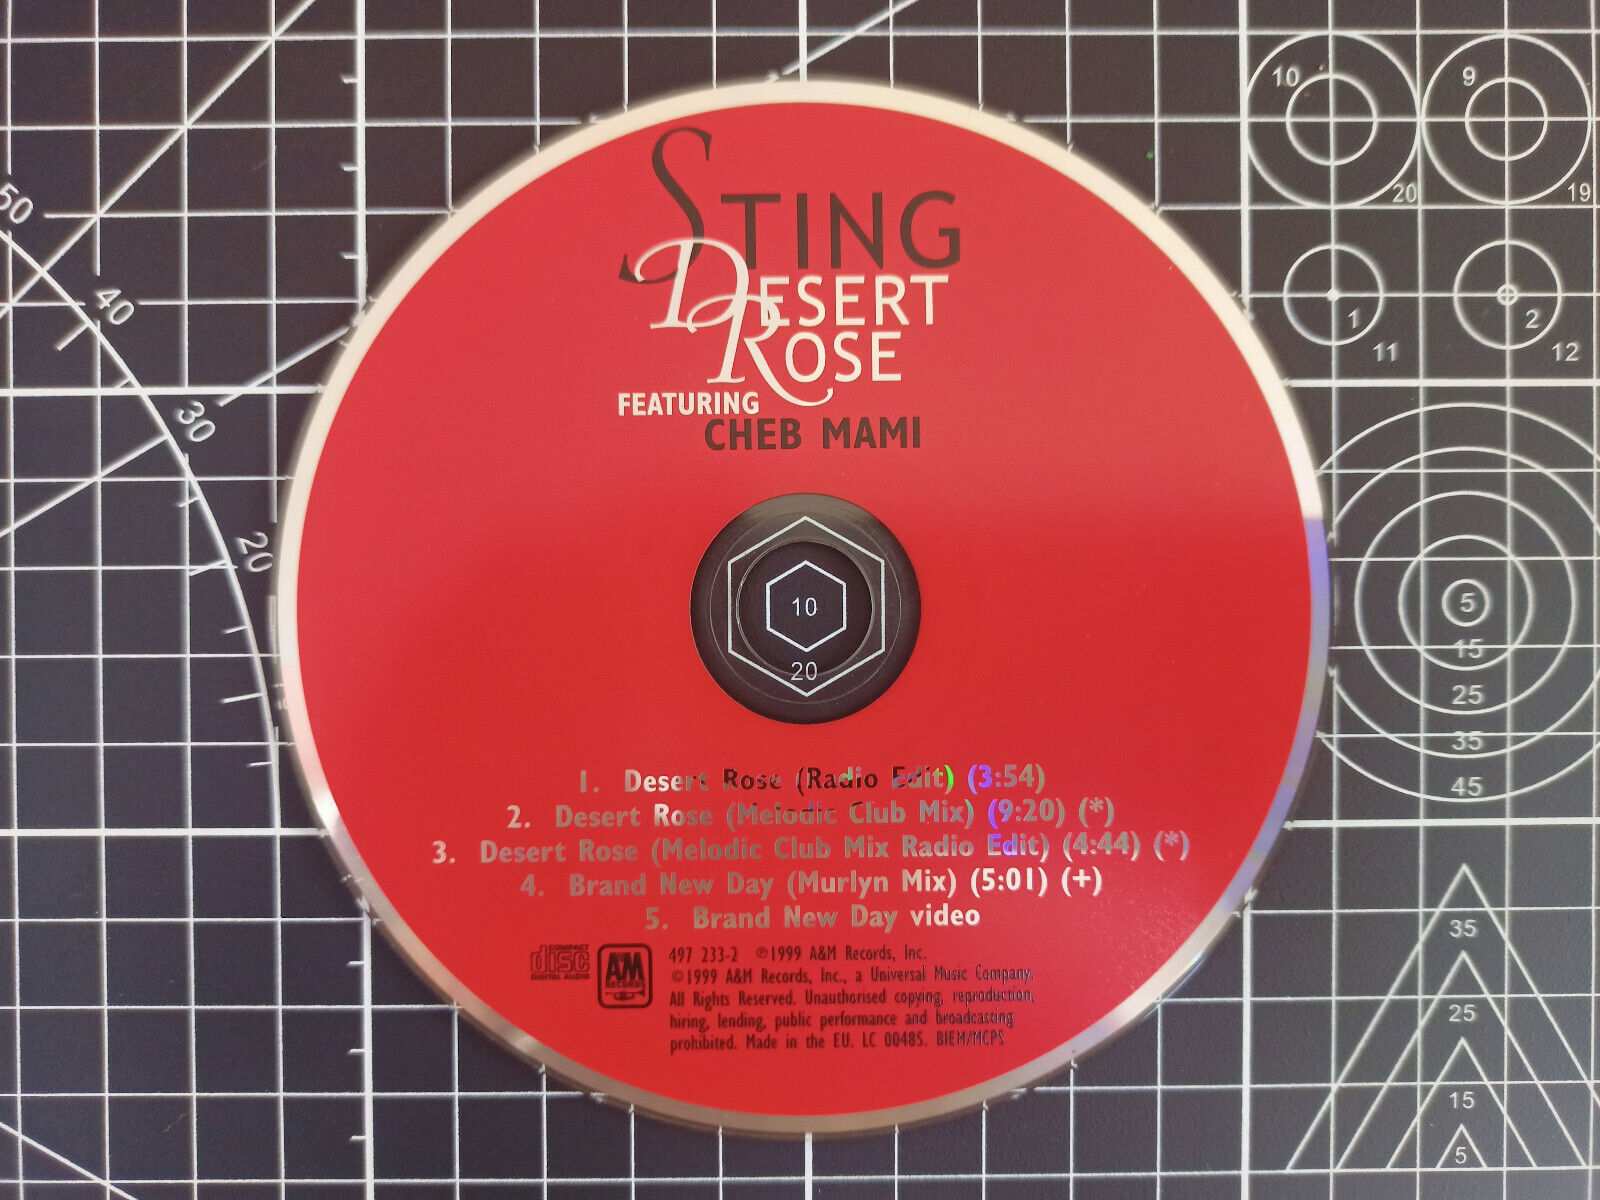 STING
DESERT
ROSE
FEATURING
CHEB MAMI
1. Desert Rose (Radio Edit) (3:54)
2. Desert Rose (Melodic Club Mix) (9:20) (*)
3. Desert Rose (Melodic Club Mix Radio Edit) (4:44) (*)
4. Brand New Day (Murlyn Mix) (5:01) (+)
5. Brand New Day video
COMPACT
disc
DIGITAL AUDIO
A&M
RECORDS
497 233-2 ℗1999 A&M Records, Inc.
©1999 A&M Records, Inc., a Universal Music Company.
All Rights Reserved. Unauthorised copying, reproduction,
hiring, lending, public performance and broadcasting
prohibited. Made in the EU. LC 00485. BIEM/MCPS
10
20
50
40
30
20
10
20
9
19
1
11
2
12
5
15
25
35
45
35
25
15
5